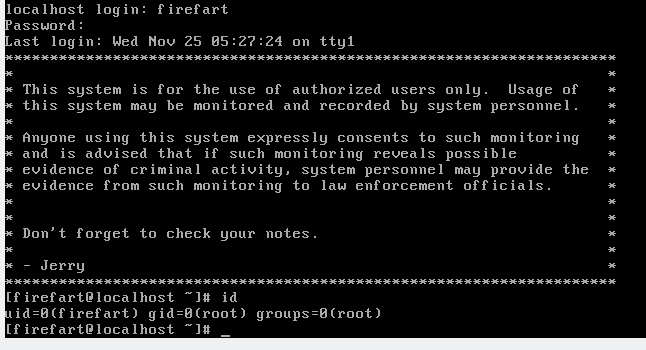 localhost login: firefart
Password:
Last login: Wed Nov 25 05:27:24 on tty1
******************************************************************************
*                                                                            *
* This system is for the use of authorized users only.  Usage of             *
* this system may be monitored and recorded by system personnel.             *
*                                                                            *
* Anyone using this system expressly consents to such monitoring             *
* and is advised that if such monitoring reveals possible                    *
* evidence of criminal activity, system personnel may provide the            *
* evidence from such monitoring to law enforcement officials.                *
*                                                                            *
*                                                                            *
* Don't forget to check your notes.                                          *
*                                                                            *
* - Jerry                                                                    *
******************************************************************************
[firefart@localhost ~]# id
uid=0(firefart) gid=0(root) groups=0(root)
[firefart@localhost ~]# _